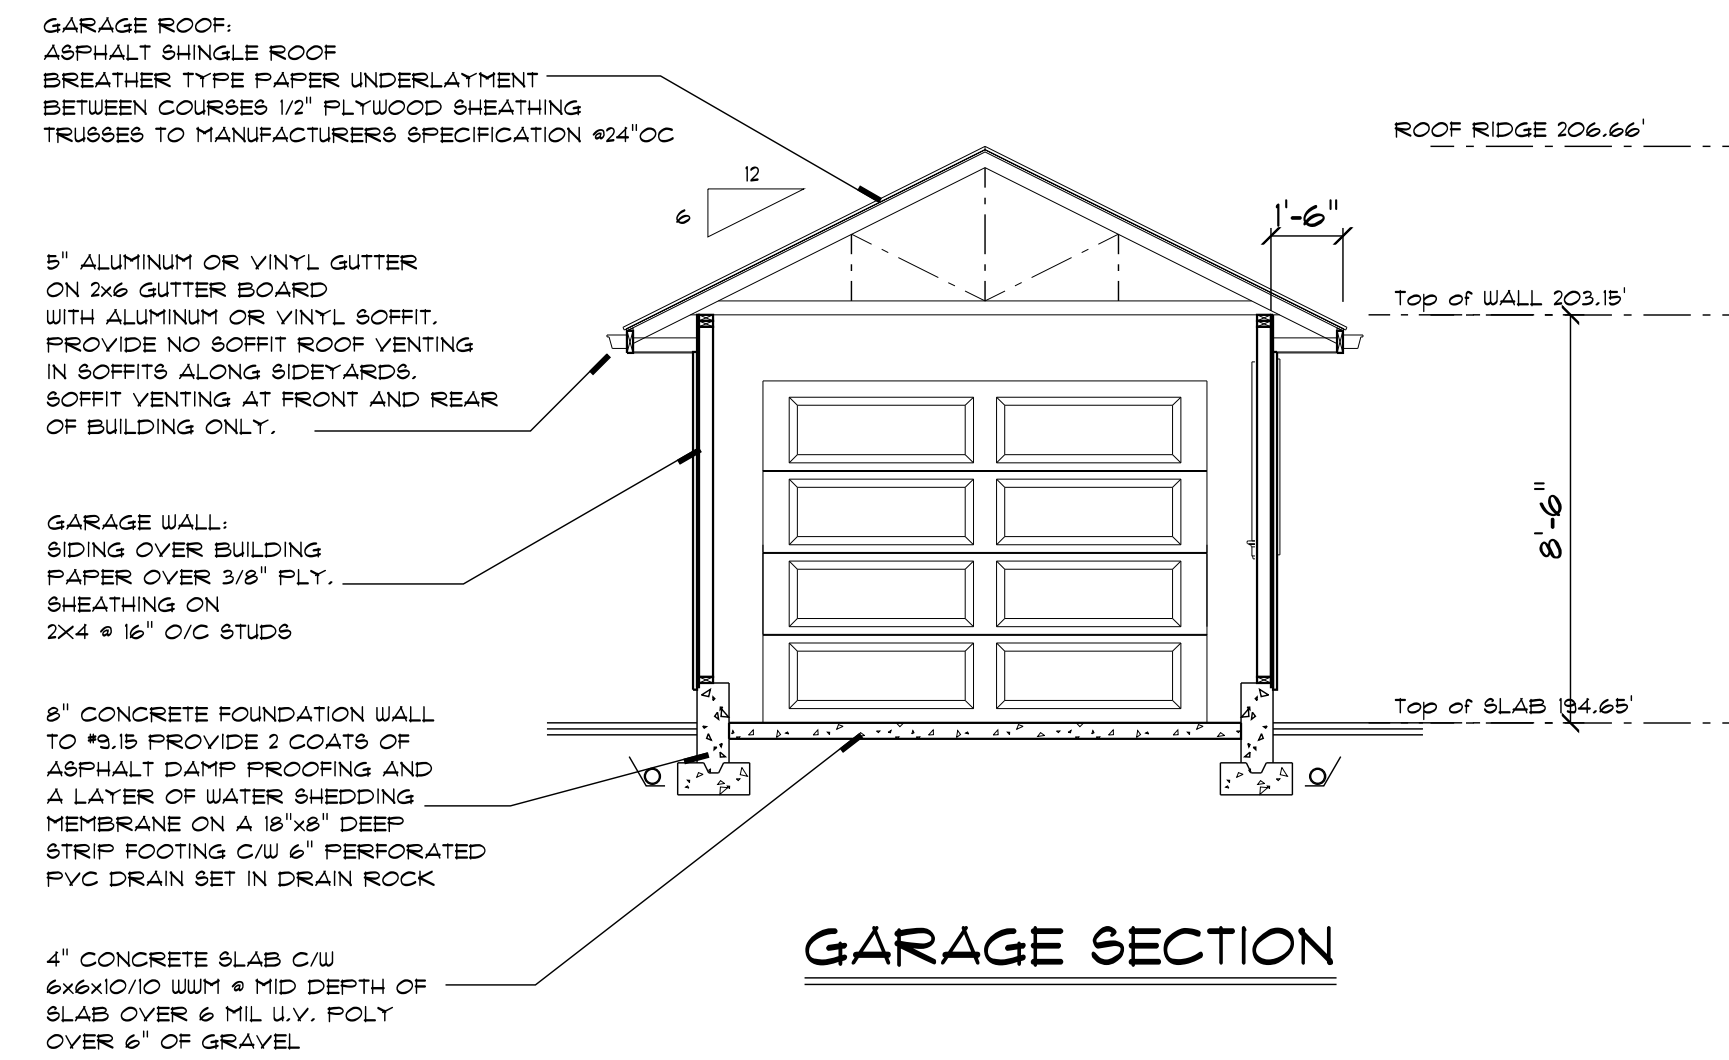 GARAGE ROOF:
ASPHALT SHINGLE ROOF
BREATHER TYPE PAPER UNDERLAYMENT
BETWEEN COURSES 1/2" PLYWOOD SHEATHING
TRUSSES TO MANUFACTURERS SPECIFICATION @24"OC
12
6
ROOF RIDGE 206.66'
1'-6"
5" ALUMINUM OR VINYL GUTTER
ON 2x6 GUTTER BOARD
WITH ALUMINUM OR VINYL SOFFIT.
PROVIDE NO SOFFIT ROOF VENTING
IN SOFFITS ALONG SIDEYARDS.
SOFFIT VENTING AT FRONT AND REAR
OF BUILDING ONLY.
Top of WALL 203.15'
8'-6"
GARAGE WALL:
SIDING OVER BUILDING
PAPER OVER 3/8" PLY.
SHEATHING ON
2X4 @ 16" O/C STUDS
Top of SLAB 194.65'
8" CONCRETE FOUNDATION WALL
TO #9.15 PROVIDE 2 COATS OF
ASPHALT DAMP PROOFING AND
A LAYER OF WATER SHEDDING
MEMBRANE ON A 18"x8" DEEP
STRIP FOOTING C/W 6" PERFORATED
PVC DRAIN SET IN DRAIN ROCK
4" CONCRETE SLAB C/W
6x6x10/10 WWM @ MID DEPTH OF
SLAB OVER 6 MIL U.V. POLY
OVER 6" OF GRAVEL
GARAGE SECTION